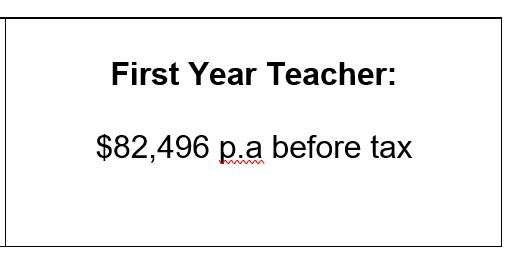 First Year Teacher:
$82,496 p.a before tax